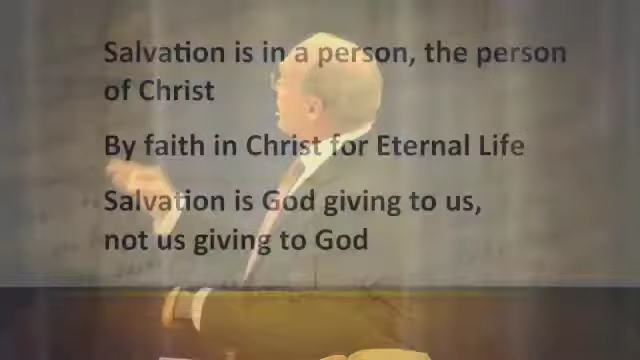 Salvation is in a person, the person
of Christ
By faith in Christ for Eternal Life
Salvation is God giving to us,
not us giving to God